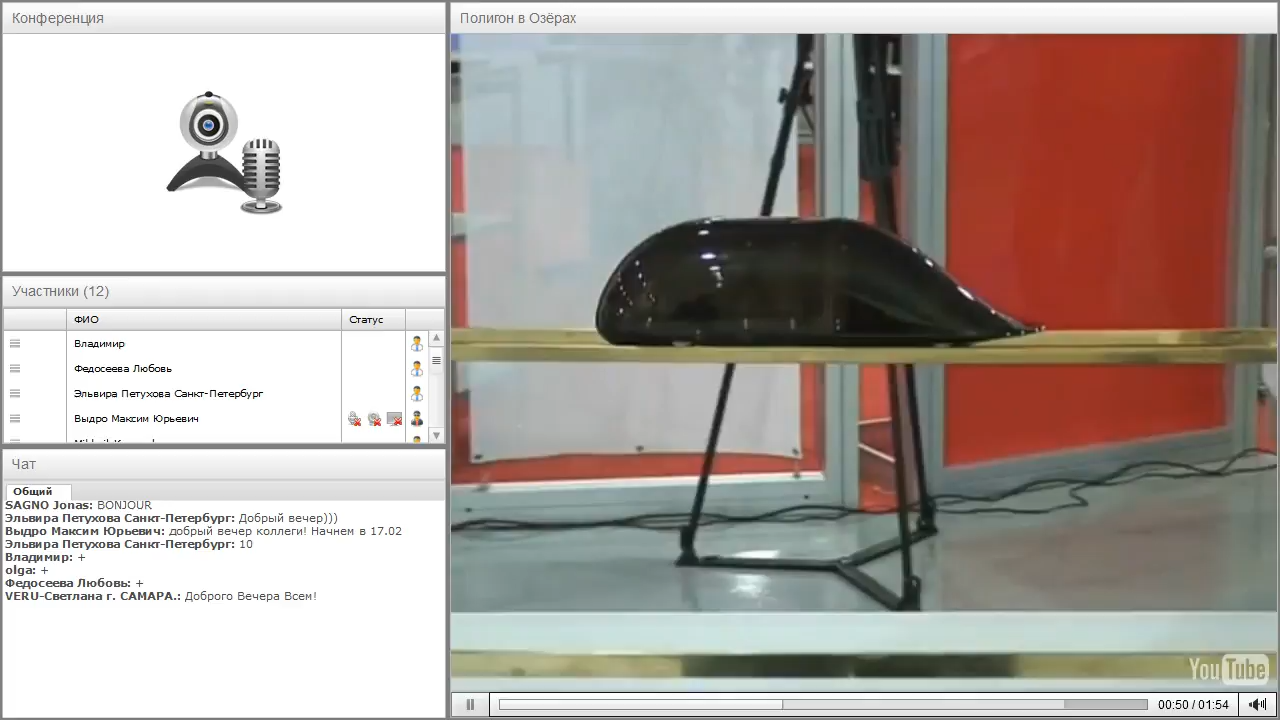 Конференция
Полигон в Озёрах
Участники (12)
ФИО
Статус
Владимир
Федосеева Любовь
Эльвира Петухова Санкт-Петербург
Выдро Максим Юрьевич
Чат
Общий
SAGNO Jonas: BONJOUR
Эльвира Петухова Санкт-Петербург: Добрый вечер)))
Выдро Максим Юрьевич: добрый вечер коллеги! Начнем в 17.02
Эльвира Петухова Санкт-Петербург: 10
Владимир: +
olga: +
Федосеева Любовь: +
VERU-Светлана г. САМАРА.: Доброго Вечера Всем!
YouTube
00:50 / 01:54